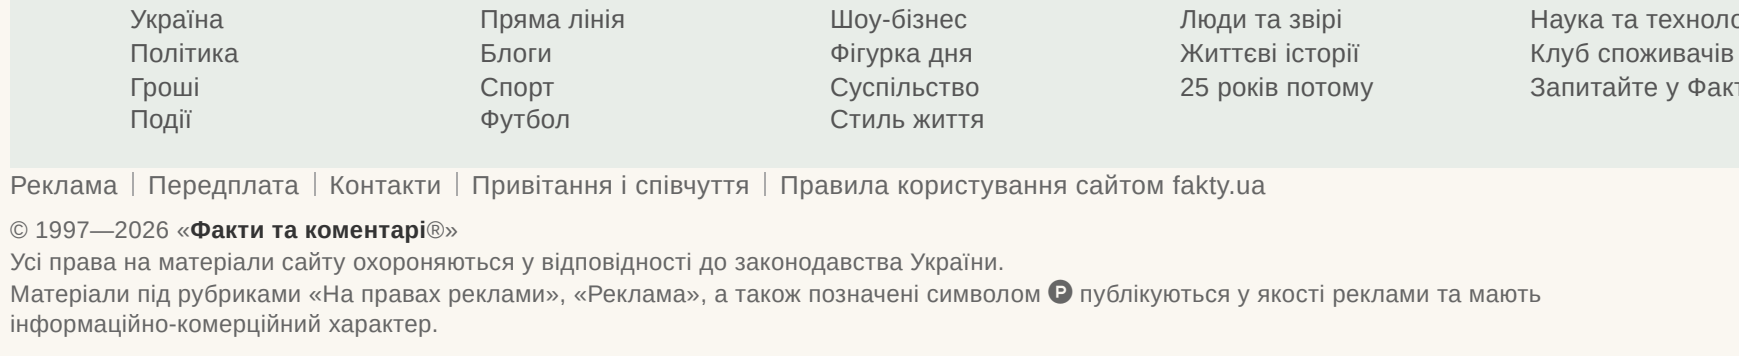 Україна Пряма лінія Шоу-бізнес Люди та звірі Наука та
Політика Блоги Фігурка дня Життєві історії Клуб споживачів
Гроші Спорт Суспільство 25 років потому Запитайте у
Події Футбол Стиль життя
Реклама | Передплата | Контакти | Привітання і співчуття | Правила користування сайтом fakty.ua
© 1997—2026 «Факти та коментарі®»
Усі права на матеріали сайту охороняються у відповідності до законодавства України.
Матеріали під рубриками «На правах реклами», «Реклама», а також позначені символом P публікуються у якості реклами та мають
інформаційно-комерційний характер.